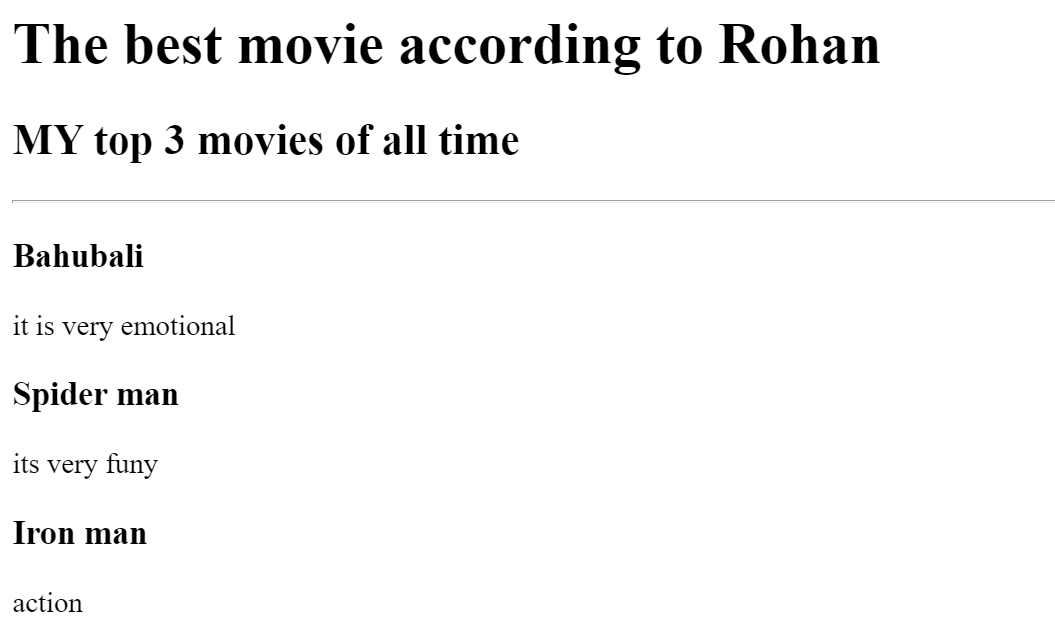 The best movie according to Rohan
MY top 3 movies of all time
Bahubali
it is very emotional
Spider man
its very funy
Iron man
action